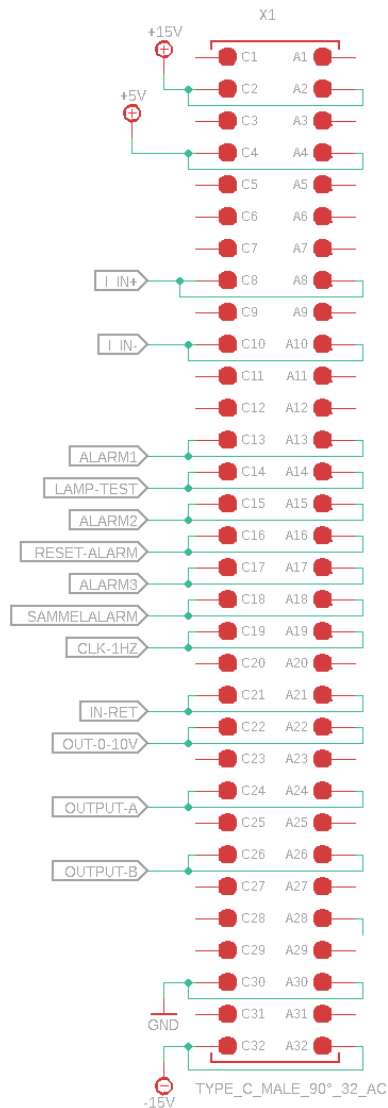 X1
+15V
C1 A1
C2 A2
+5V
C3 A3
C4 A4
C5 A5
C6 A6
C7 A7
I_IN+ C8 A8
C9 A9
I_IN- C10 A10
C11 A11
C12 A12
C13 A13
ALARM1
C14 A14
LAMP-TEST
C15 A15
ALARM2
C16 A16
RESET-ALARM
C17 A17
ALARM3
C18 A18
SAMMELALARM
C19 A19
CLK-1HZ
C20 A20
C21 A21
IN-RET
C22 A22
OUT-0-10V
C23 A23
C24 A24
OUTPUT-A
C25 A25
C26 A26
OUTPUT-B
C27 A27
C28 A28
C29 A29
C30 A30
GND
C31 A31
C32 A32
-15V
TYPE_C_MALE_90°_32_AC